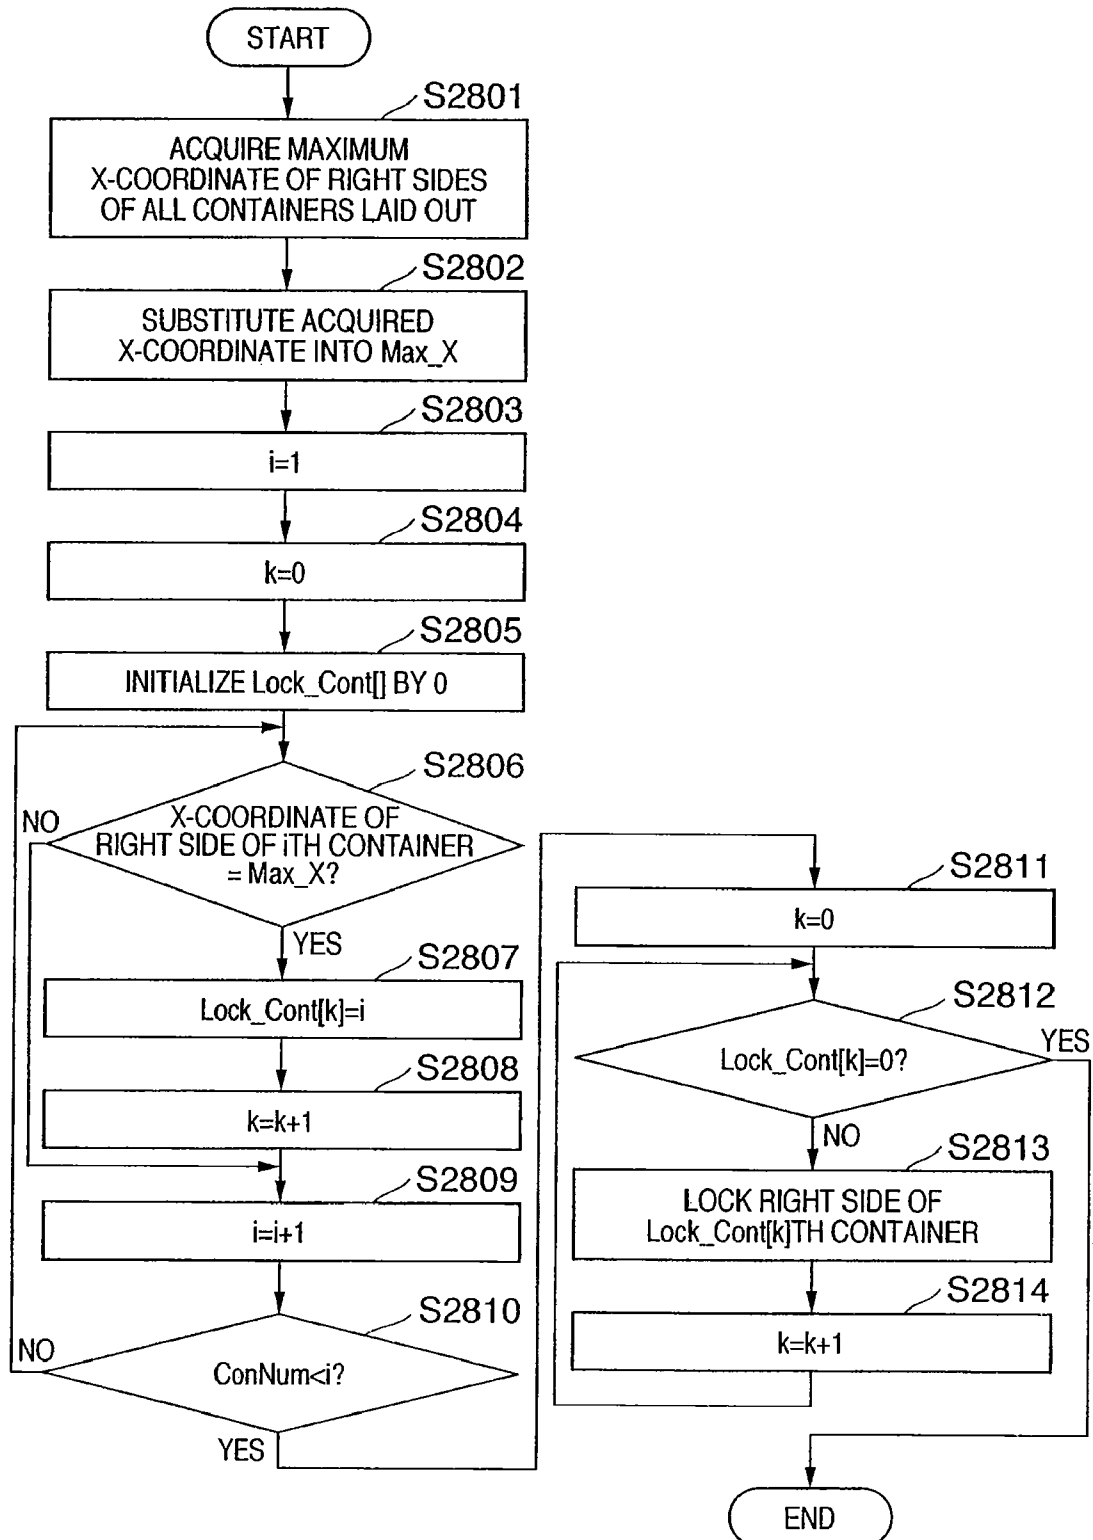 START
S2801
ACQUIRE MAXIMUM
X-COORDINATE OF RIGHT SIDES
OF ALL CONTAINERS LAID OUT
S2802
SUBSTITUTE ACQUIRED
X-COORDINATE INTO Max_X
S2803
i=1
S2804
k=0
S2805
INITIALIZE Lock_Cont[] BY 0
S2806
X-COORDINATE OF
RIGHT SIDE OF iTH CONTAINER
= Max_X?
NO
YES
S2807
Lock_Cont[k]=i
S2808
k=k+1
S2809
i=i+1
S2810
ConNum<i?
NO
YES
S2811
k=0
S2812
Lock_Cont[k]=0?
YES
NO
S2813
LOCK RIGHT SIDE OF
Lock_Cont[k]TH CONTAINER
S2814
k=k+1
END